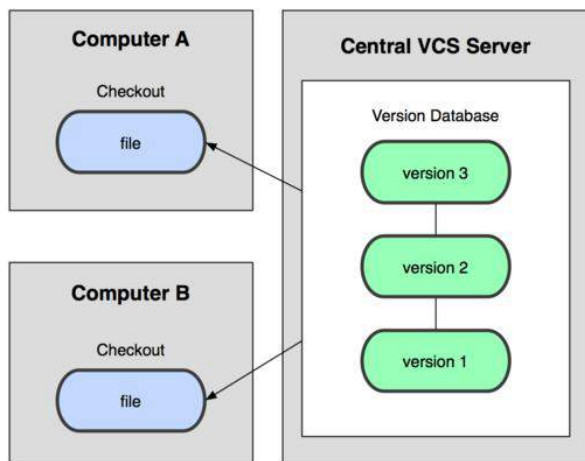 Computer A
Checkout
file
Computer B
Checkout
file
Central VCS Server
Version Database
version 3
version 2
version 1